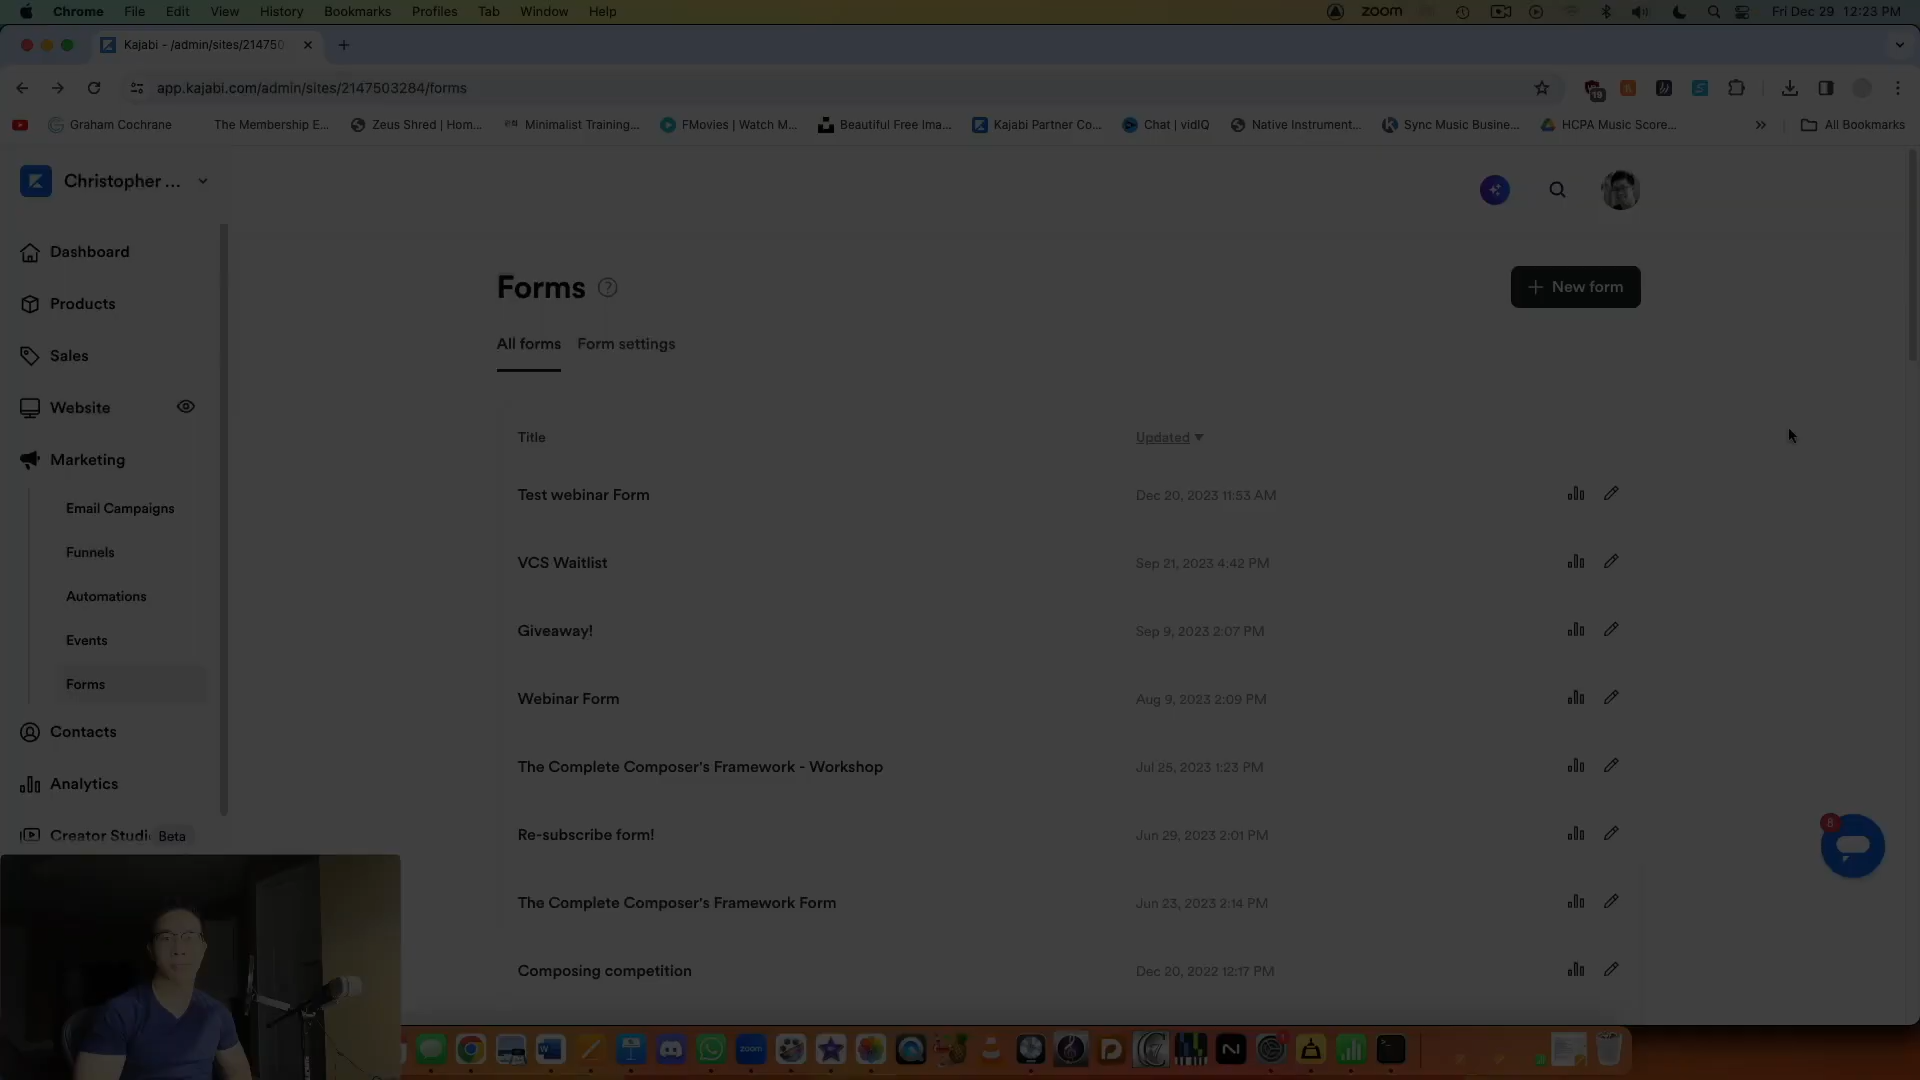 Chrome File Edit View History Bookmarks Profiles Tab Window Help
zoom
Fri Dec 29 12:23 PM
Kajabi - /admin/sites/214750
app.kajabi.com/admin/sites/2147503284/forms
19
Graham Cochrane
The Membership E...
Zeus Shred | Hom...
Minimalist Training...
FMovies | Watch M...
Beautiful Free Ima...
Kajabi Partner Co...
Chat | vidIQ
Native Instrument...
Sync Music Busine...
HCPA Music Score...
All Bookmarks
Christopher ...
Dashboard
Products
Sales
Website
Marketing
Email Campaigns
Funnels
Automations
Events
Forms
Contacts
Analytics
Creator Studi
Beta
Forms
New form
All forms
Form settings
Title
Updated
Test webinar Form
Dec 20, 2023 11:53 AM
VCS Waitlist
Sep 21, 2023 4:42 PM
Giveaway!
Sep 9, 2023 2:07 PM
Webinar Form
Aug 9, 2023 2:09 PM
The Complete Composer's Framework - Workshop
Jul 25, 2023 1:23 PM
Re-subscribe form!
Jun 29, 2023 2:01 PM
The Complete Composer's Framework Form
Jun 23, 2023 2:14 PM
Composing competition
Dec 20, 2022 12:17 PM
8
zoom